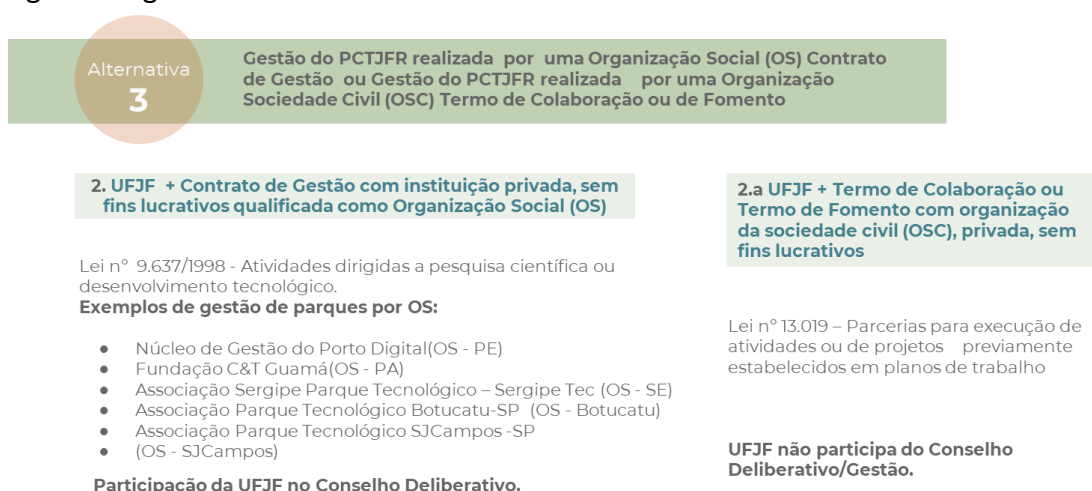 Alternativa
3
Gestão do PCTJFR realizada por uma Organização Social (OS) Contrato
de Gestão ou Gestão do PCTJFR realizada por uma Organização
Sociedade Civil (OSC) Termo de Colaboração ou de Fomento
2. UFJF + Contrato de Gestão com instituição privada, sem
fins lucrativos qualificada como Organização Social (OS)
Lei nº 9.637/1998 - Atividades dirigidas a pesquisa científica ou
desenvolvimento tecnológico.
Exemplos de gestão de parques por OS:
● Núcleo de Gestão do Porto Digital(OS - PE)
● Fundação C&T Guamá(OS - PA)
● Associação Sergipe Parque Tecnológico – Sergipe Tec (OS - SE)
● Associação Parque Tecnológico Botucatu-SP (OS - Botucatu)
● Associação Parque Tecnológico SJCampos -SP
● (OS - SJCampos)
Participação da UFJF no Conselho Deliberativo.
2.a UFJF + Termo de Colaboração ou
Termo de Fomento com organização
da sociedade civil (OSC), privada, sem
fins lucrativos
Lei nº 13.019 – Parcerias para execução de
atividades ou de projetos previamente
estabelecidos em planos de trabalho
UFJF não participa do Conselho
Deliberativo/Gestão.